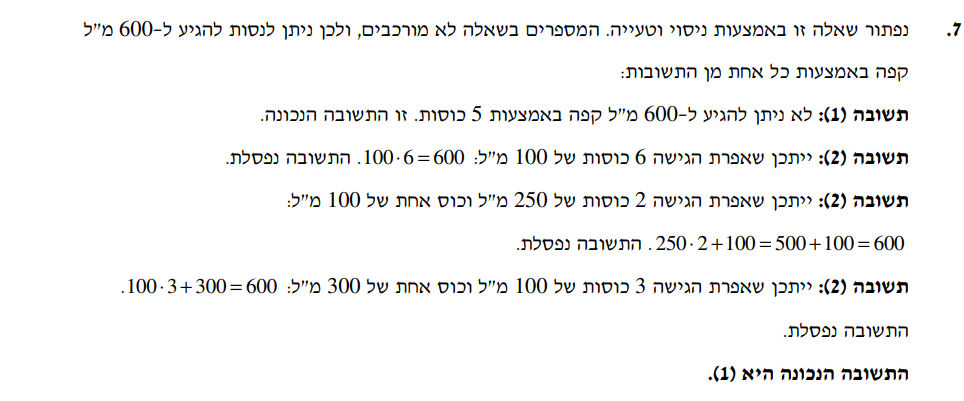 7. נפתור שאלה זו באמצעות ניסוי וטעייה. המספרים בשאלה לא מורכבים, ולכן ניתן לנסות להגיע ל-600 מ"ל
קפה באמצעות כל אחת מן התשובות:
תשובה (1): לא ניתן להגיע ל-600 מ"ל קפה באמצעות 5 כוסות. זו התשובה הנכונה.
תשובה (2): ייתכן שאפרת הגישה 6 כוסות של 100 מ"ל: 100·6=600. התשובה נפסלת.
תשובה (2): ייתכן שאפרת הגישה 2 כוסות של 250 מ"ל וכוס אחת של 100 מ"ל:
250·2+100=500+100=600. התשובה נפסלת.
תשובה (2): ייתכן שאפרת הגישה 3 כוסות של 100 מ"ל וכוס אחת של 300 מ"ל: 100·3+300=600.
התשובה נפסלת.
התשובה הנכונה היא (1).